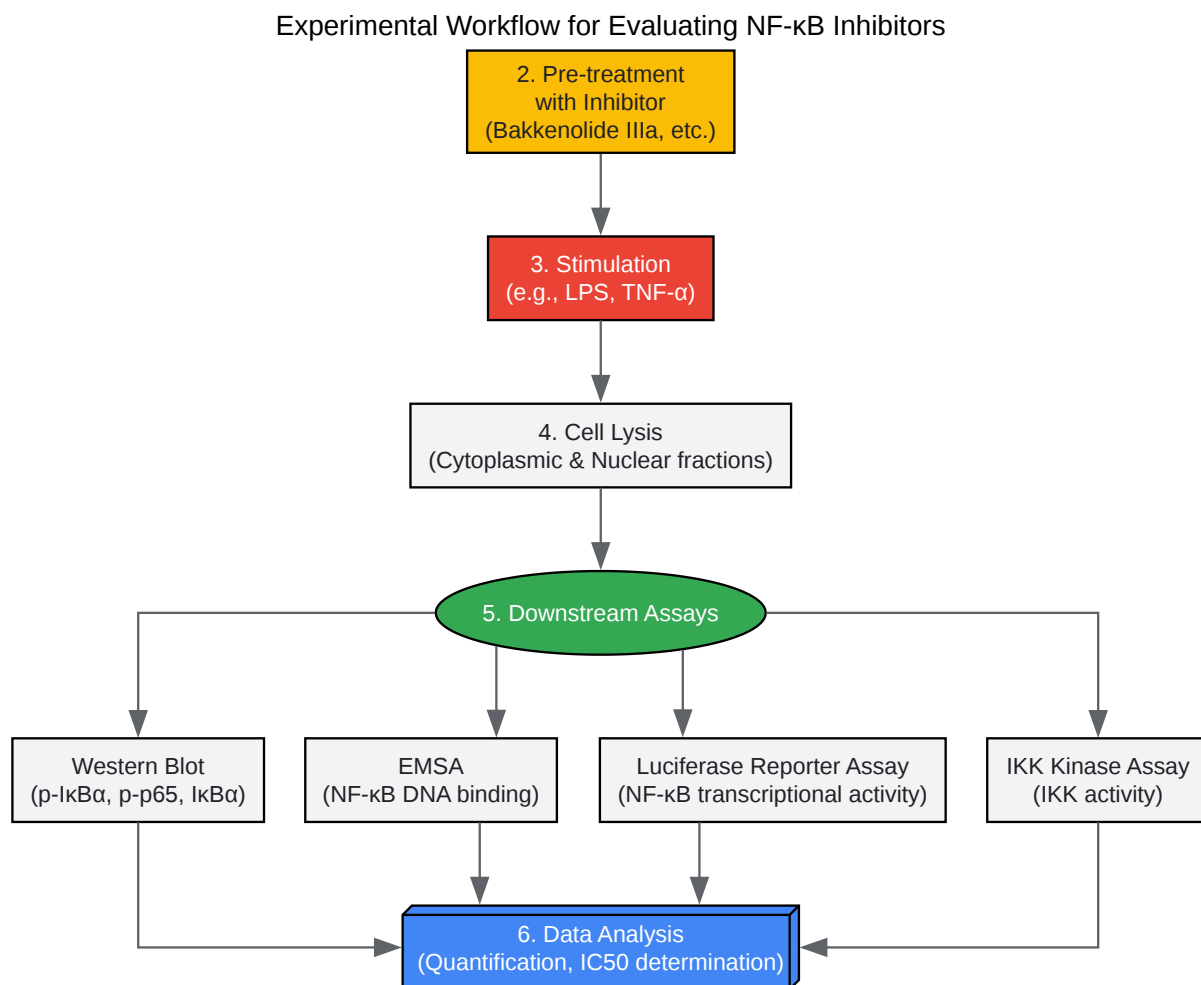 Experimental Workflow for Evaluating NF-κB Inhibitors
2. Pre-treatment
with Inhibitor
(Bakkenolide IIIa, etc.)
3. Stimulation
(e.g., LPS, TNF-α)
4. Cell Lysis
(Cytoplasmic & Nuclear fractions)
5. Downstream Assays
Western Blot
(p-IκBα, p-p65, IκBα)
EMSA
(NF-κB DNA binding)
Luciferase Reporter Assay
(NF-κB transcriptional activity)
IKK Kinase Assay
(IKK activity)
6. Data Analysis
(Quantification, IC50 determination)